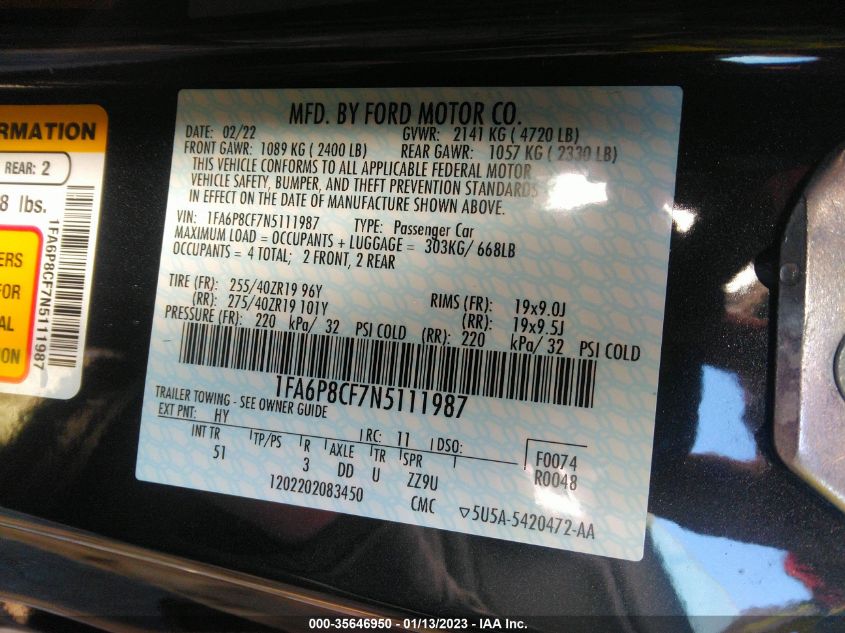 MFD. BY FORD MOTOR CO.
DATE: 02/22 GVWR: 2141 KG ( 4720 LB)
FRONT GAWR: 1089 KG ( 2400 LB) REAR GAWR: 1057 KG ( 2330 LB)
THIS VEHICLE CONFORMS TO ALL APPLICABLE FEDERAL MOTOR
VEHICLE SAFETY, BUMPER, AND THEFT PREVENTION STANDARDS
IN EFFECT ON THE DATE OF MANUFACTURE SHOWN ABOVE.
VIN: 1FA6P8CF7N5111987 TYPE: Passenger Car
MAXIMUM LOAD = OCCUPANTS + LUGGAGE = 303KG/ 668LB
OCCUPANTS = 4 TOTAL; 2 FRONT, 2 REAR
TIRE (FR): 255/40ZR19 96Y RIMS (FR): 19x9.0J
(RR): 275/40ZR19 101Y (RR): 19x9.5J
PRESSURE (FR): 220 kPa/ 32 PSI COLD (RR): 220 kPa/ 32 PSI COLD
1FA6P8CF7N5111987
TRAILER TOWING - SEE OWNER GUIDE
EXT PNT: HY RC: 11 DSO:
INT TR TP/PS R AXLE TR SPR
51 3 DD U ZZ9U
F0074
R0048
1202202083450 CMC ▽5U5A-5420472-AA
RMATION
REAR: 2
8 lbs.
ERS
FOR
AL
ION
1FA6P8CF7N5111987
000-35646950 - 01/13/2023 - IAA Inc.